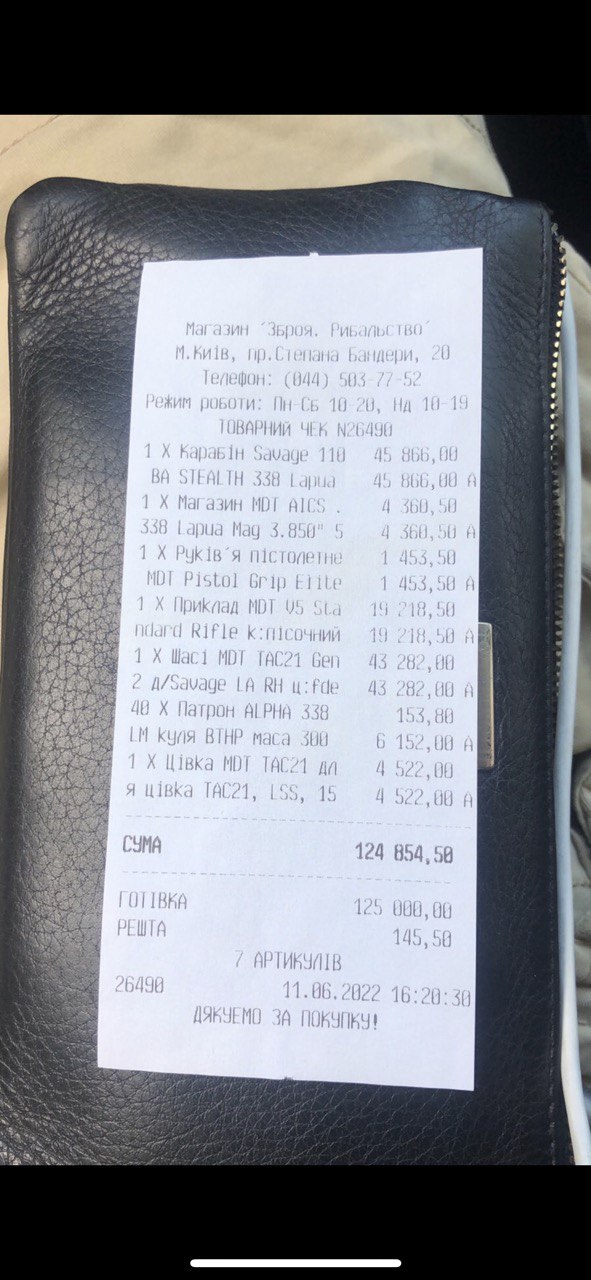 Магазин ´Зброя. Рибальство´
М.Київ, пр.Степана Бандери, 20
Телефон: (044) 503-77-52
Режим роботи: Пн-Сб 10-20, Нд 10-19
ТОВАРНИЙ ЧЕК N26490
1 X Карабін Savage 110 45 866,00
BA STEALTH 338 Lapua 45 866,00 А
1 X Магазин MDT AICS . 4 360,50
338 Lapua Mag 3.850" 5 4 360,50 А
1 X Руків´я пістолетне 1 453,50
MDT Pistol Grip Elite 1 453,50 А
1 X Приклад MDT V5 Sta 19 218,50
ndard Rifle к:пісочний 19 218,50 А
1 X Шасі MDT TAC21 Gen 43 282,00
2 д/Savage LA RH ц:fde 43 282,00 А
40 X Патрон ALPHA 338 153,80
LM куля BTHP маса 300 6 152,00 А
1 X Цівка MDT TAC21 дл 4 522,00
я цівка TAC21, LSS, 15 4 522,00 А
СУМА 124 854,50
ГОТІВКА 125 000,00
РЕШТА 145,50
7 АРТИКУЛІВ
26490 11.06.2022 16:20:30
ДЯКУЄМО ЗА ПОКУПКУ!